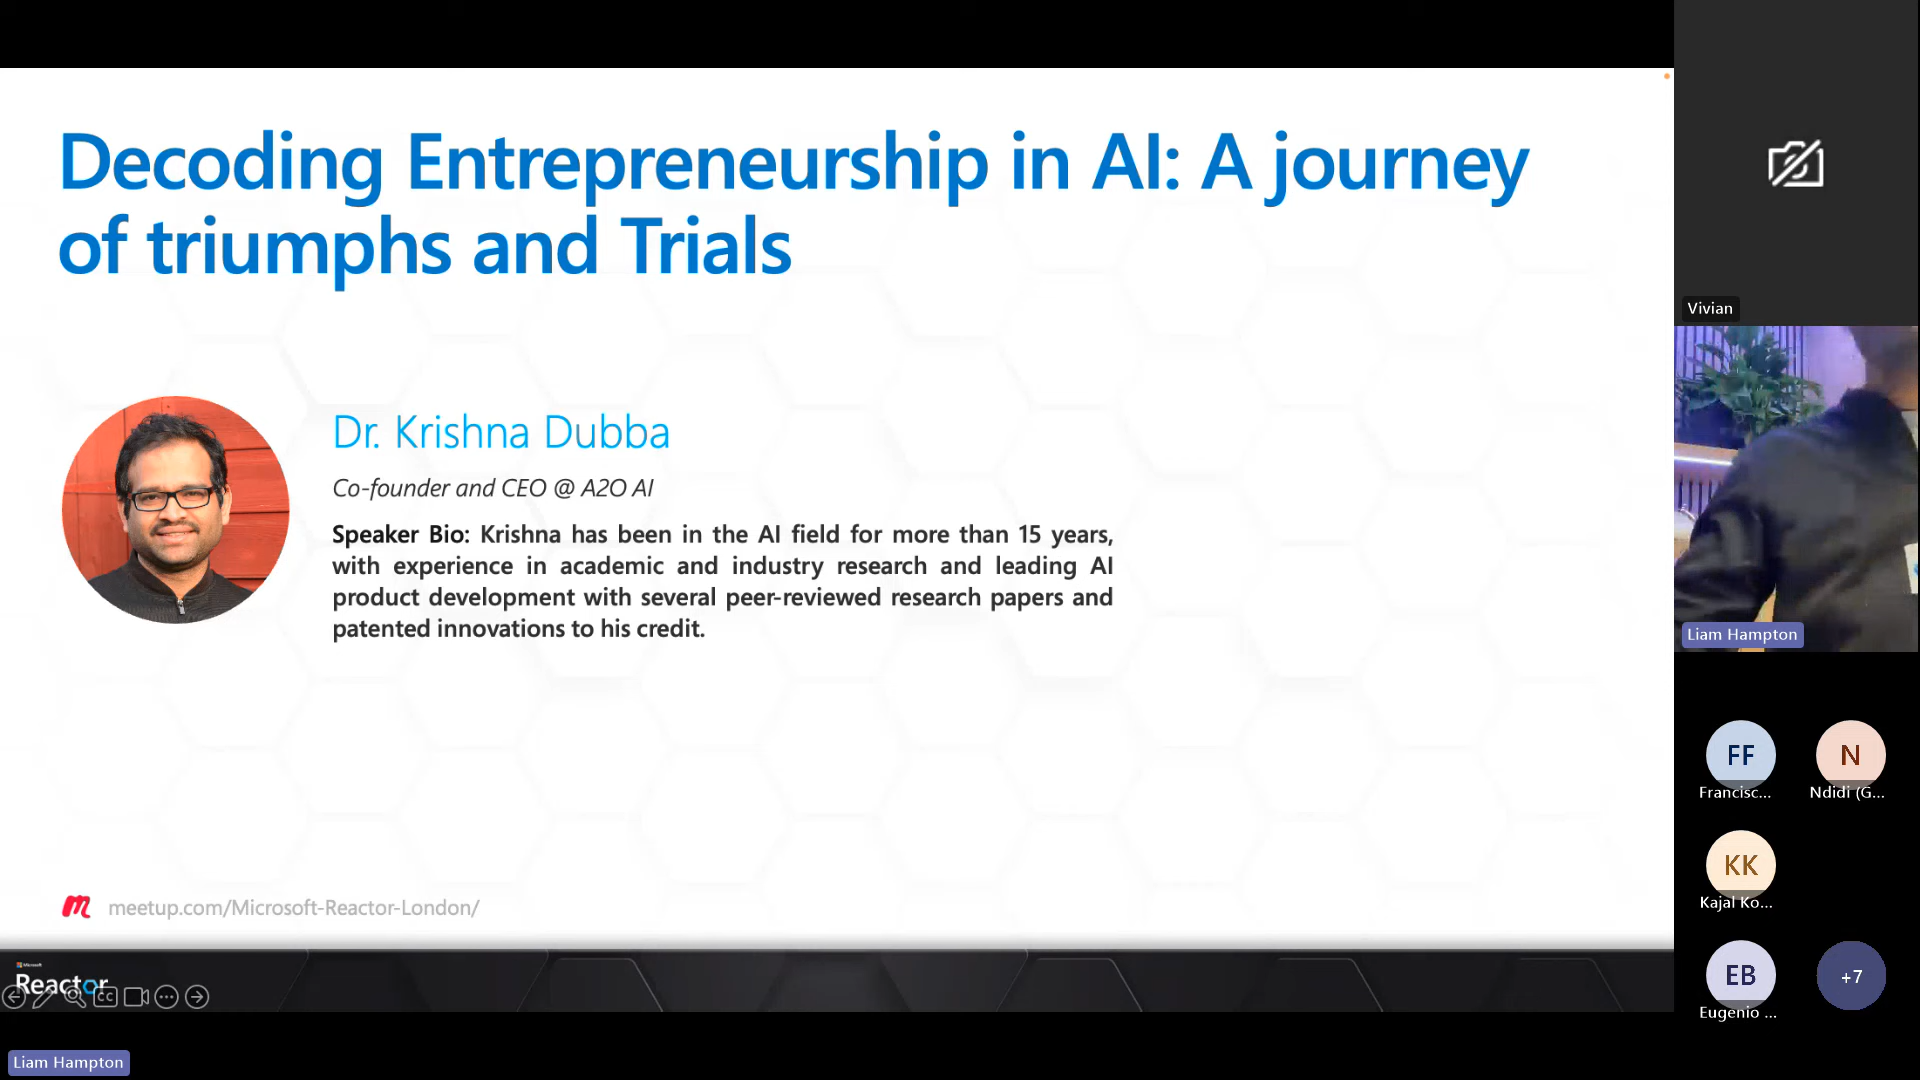 Decoding Entrepreneurship in AI: A journey
of triumphs and Trials
Dr. Krishna Dubba
Co-founder and CEO @ A2O AI
Speaker Bio: Krishna has been in the AI field for more than 15 years,
with experience in academic and industry research and leading AI
product development with several peer-reviewed research papers and
patented innovations to his credit.
meetup.com/Microsoft-Reactor-London/
Microsoft
Reactor
CC
Liam Hampton
Vivian
Liam Hampton
FF
Francisc...
N
Ndidi (G...
KK
Kajal Ko...
EB
Eugenio ...
+7